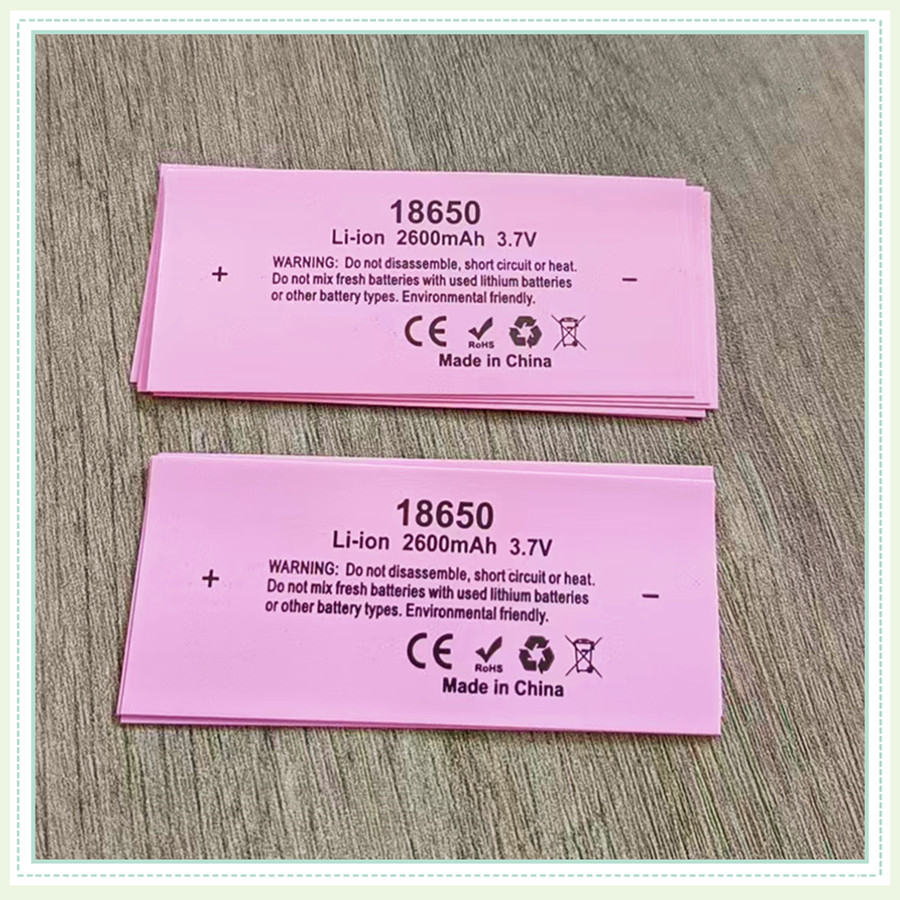 18650
Li-ion 2600mAh 3.7V
+
WARNING: Do not disassemble, short circuit or heat.
Do not mix fresh batteries with used lithium batteries
or other battery types. Environmental friendly.
-
CE RoHS
Made in China
18650
Li-ion 2600mAh 3.7V
+
WARNING: Do not disassemble, short circuit or heat.
Do not mix fresh batteries with used lithium batteries
or other battery types. Environmental friendly.
-
CE RoHS
Made in China